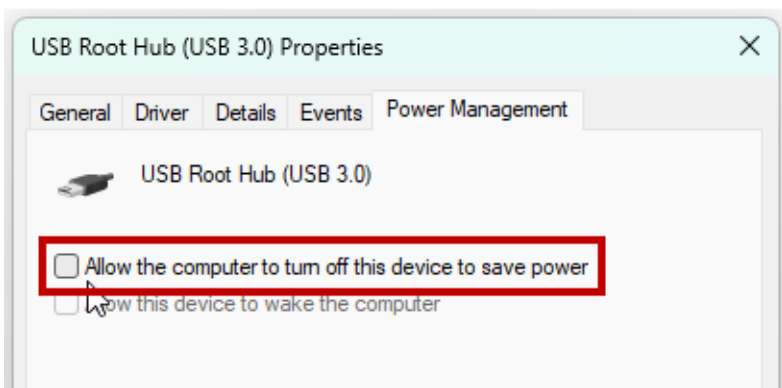 USB Root Hub (USB 3.0) Properties
General Driver Details Events Power Management
USB Root Hub (USB 3.0)
Allow the computer to turn off this device to save power
this device to wake the computer